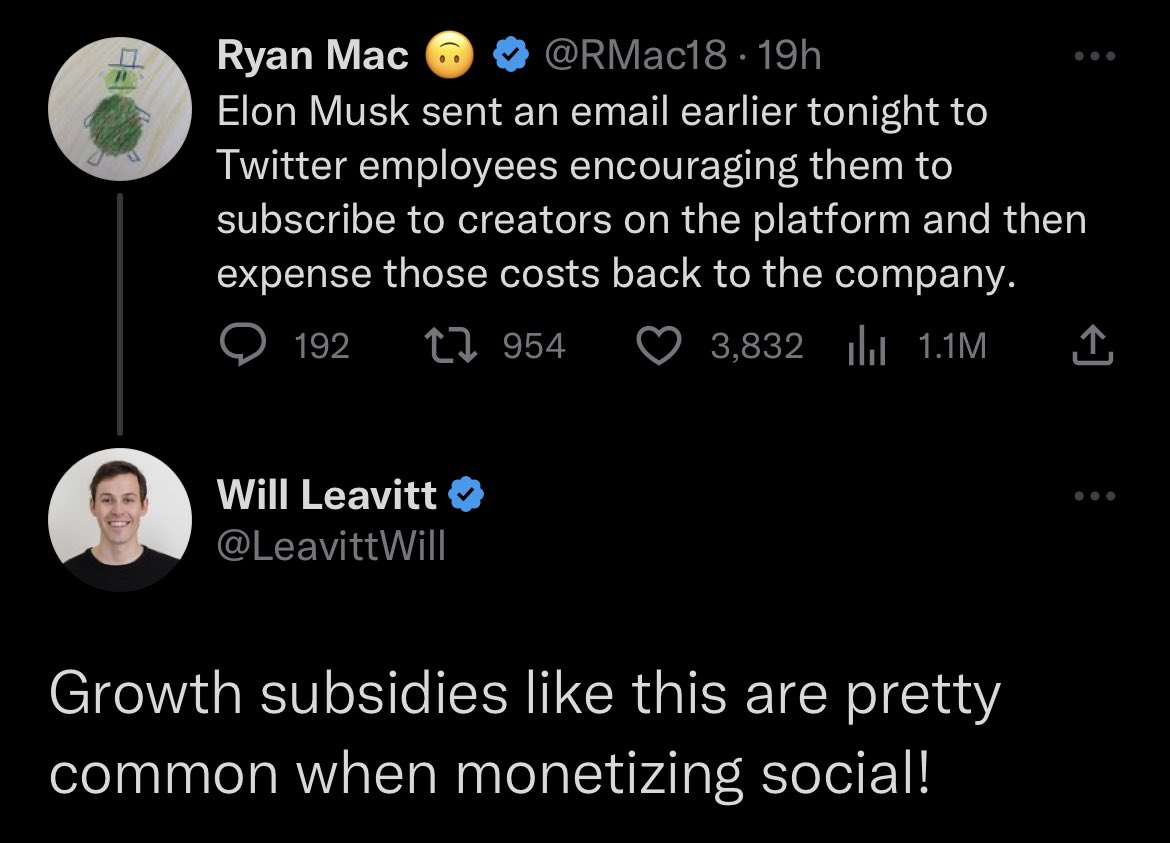 Ryan Mac 🙃 @RMac18 · 19h
Elon Musk sent an email earlier tonight to
Twitter employees encouraging them to
subscribe to creators on the platform and then
expense those costs back to the company.
192 954 3,832 1.1M
Will Leavitt
@LeavittWill
Growth subsidies like this are pretty
common when monetizing social!